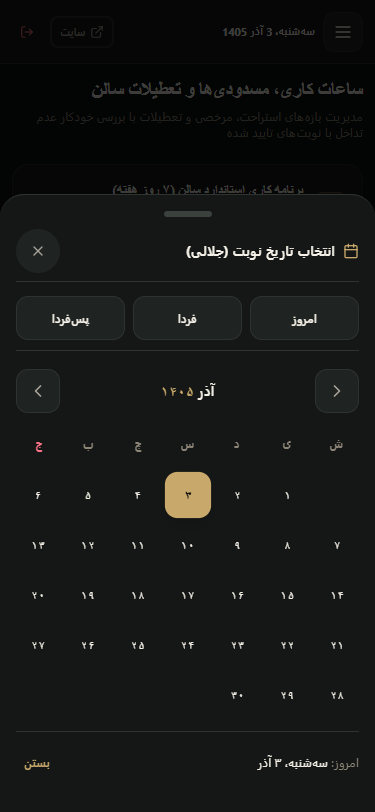 سه‌شنبه، 3 آذر 1405
سایت
ساعات کاری، مسدودی‌ها و تعطیلات سالن
مدیریت بازه‌های استراحت، مرخصی و تعطیلات با بررسی خودکار عدم
تداخل با نوبت‌های تایید شده
برنامه کاری استاندارد سالن (۷ روز هفته)
انتخاب تاریخ نوبت (جلالی)
امروز فردا پس‌فردا
آذر ۱۴۰۵
ش ی د س چ ب ج
۱ ۲ ۳ ۴ ۵ ۶
۷ ۸ ۹ ۱۰ ۱۱ ۱۲ ۱۳
۱۴ ۱۵ ۱۶ ۱۷ ۱۸ ۱۹ ۲۰
۲۱ ۲۲ ۲۳ ۲۴ ۲۵ ۲۶ ۲۷
۲۸ ۲۹ ۳۰
امروز: سه‌شنبه، ۳ آذر
بستن